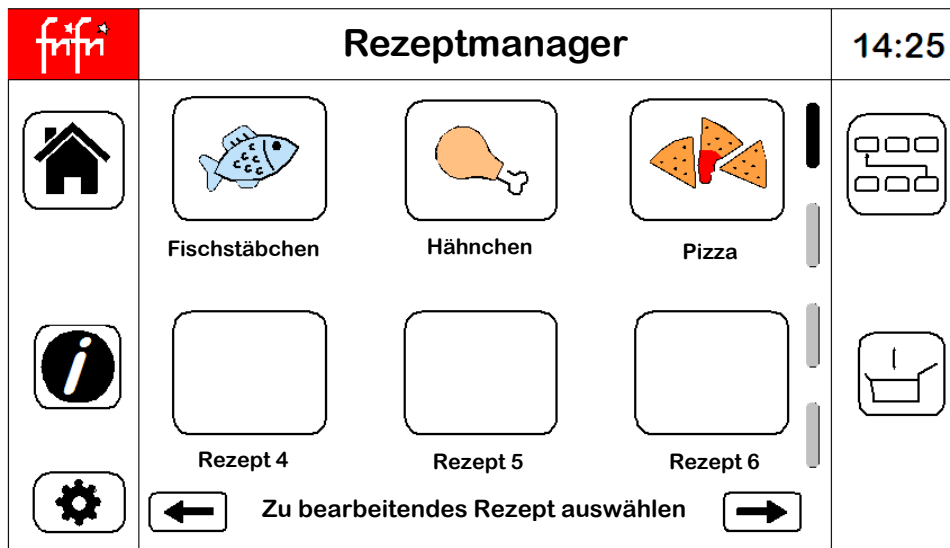 frifri
Rezeptmanager
14:25
Fischstäbchen
Hähnchen
Pizza
Rezept 4
Rezept 5
Rezept 6
Zu bearbeitendes Rezept auswählen
i